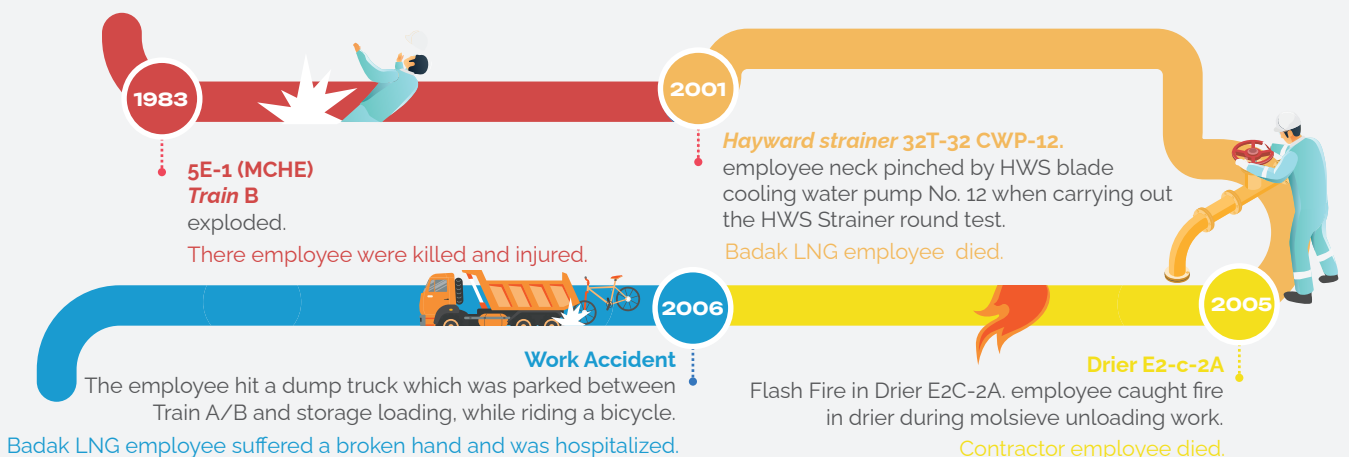 1983
5E-1 (MCHE)
Train B
exploded.
There employee were killed and injured.
2001
Hayward strainer 32T-32 CWP-12.
employee neck pinched by HWS blade
cooling water pump No. 12 when carrying out
the HWS Strainer round test.
Badak LNG employee died.
2005
Drier E2-c-2A
Flash Fire in Drier E2C-2A. employee caught fire
in drier during molsieve unloading work.
Contractor employee died.
2006
Work Accident
The employee hit a dump truck which was parked between
Train A/B and storage loading, while riding a bicycle.
Badak LNG employee suffered a broken hand and was hospitalized.